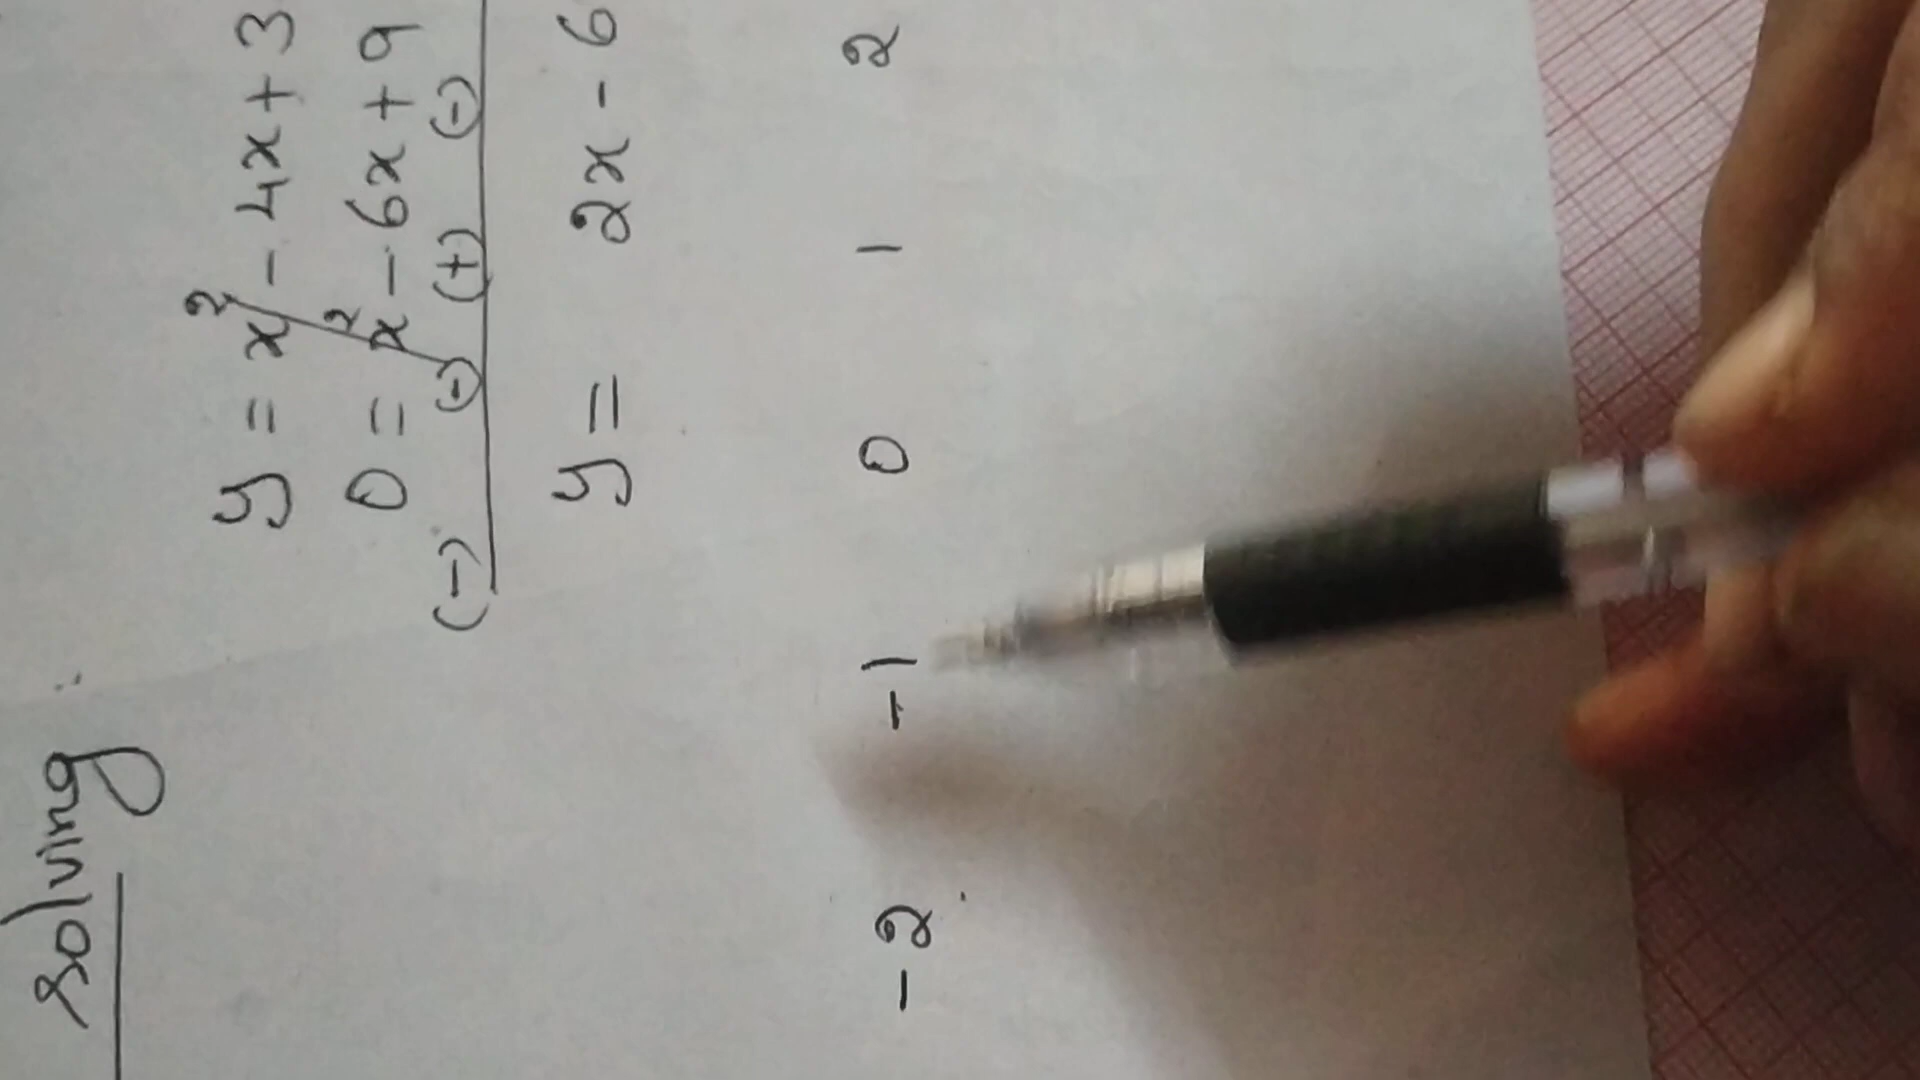 solving :
y = x² - 4x + 3
0 = x² - 6x + 9
(-) (-) (+) (-)
y = 2x - 6
-2 -1 0 1 2